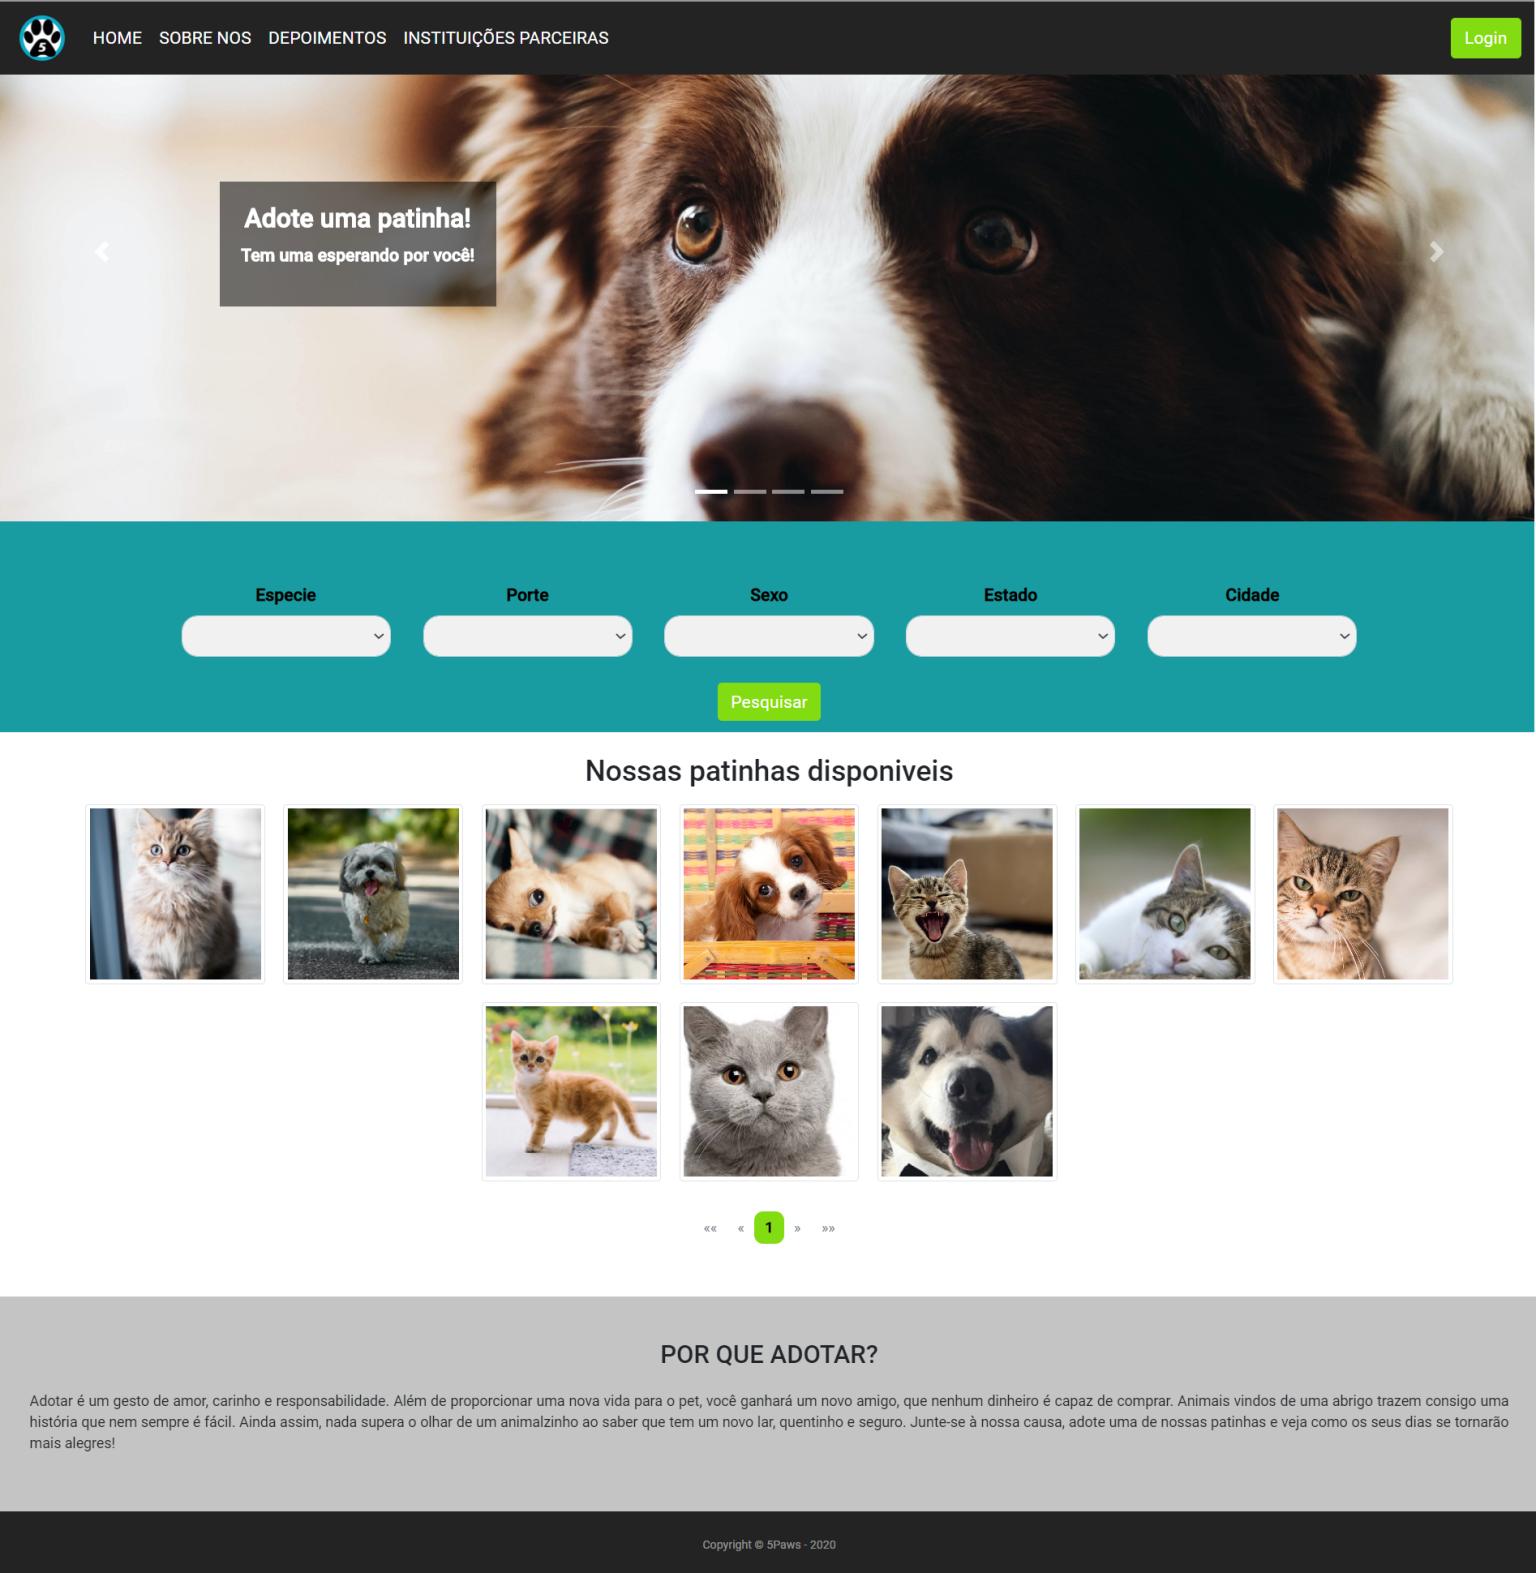 5
HOME SOBRE NOS DEPOIMENTOS INSTITUIÇÕES PARCEIRAS
Login
Adote uma patinha!
Tem uma esperando por você!
Especie Porte Sexo Estado Cidade
Pesquisar
Nossas patinhas disponiveis
«« « 1 » »»
POR QUE ADOTAR?
Adotar é um gesto de amor, carinho e responsabilidade. Além de proporcionar uma nova vida para o pet, você ganhará um novo amigo, que nenhum dinheiro é capaz de comprar. Animais vindos de uma abrigo trazem consigo uma
história que nem sempre é fácil. Ainda assim, nada supera o olhar de um animalzinho ao saber que tem um novo lar, quentinho e seguro. Junte-se à nossa causa, adote uma de nossas patinhas e veja como os seus dias se tornarão
mais alegres!
Copyright © 5Paws - 2020